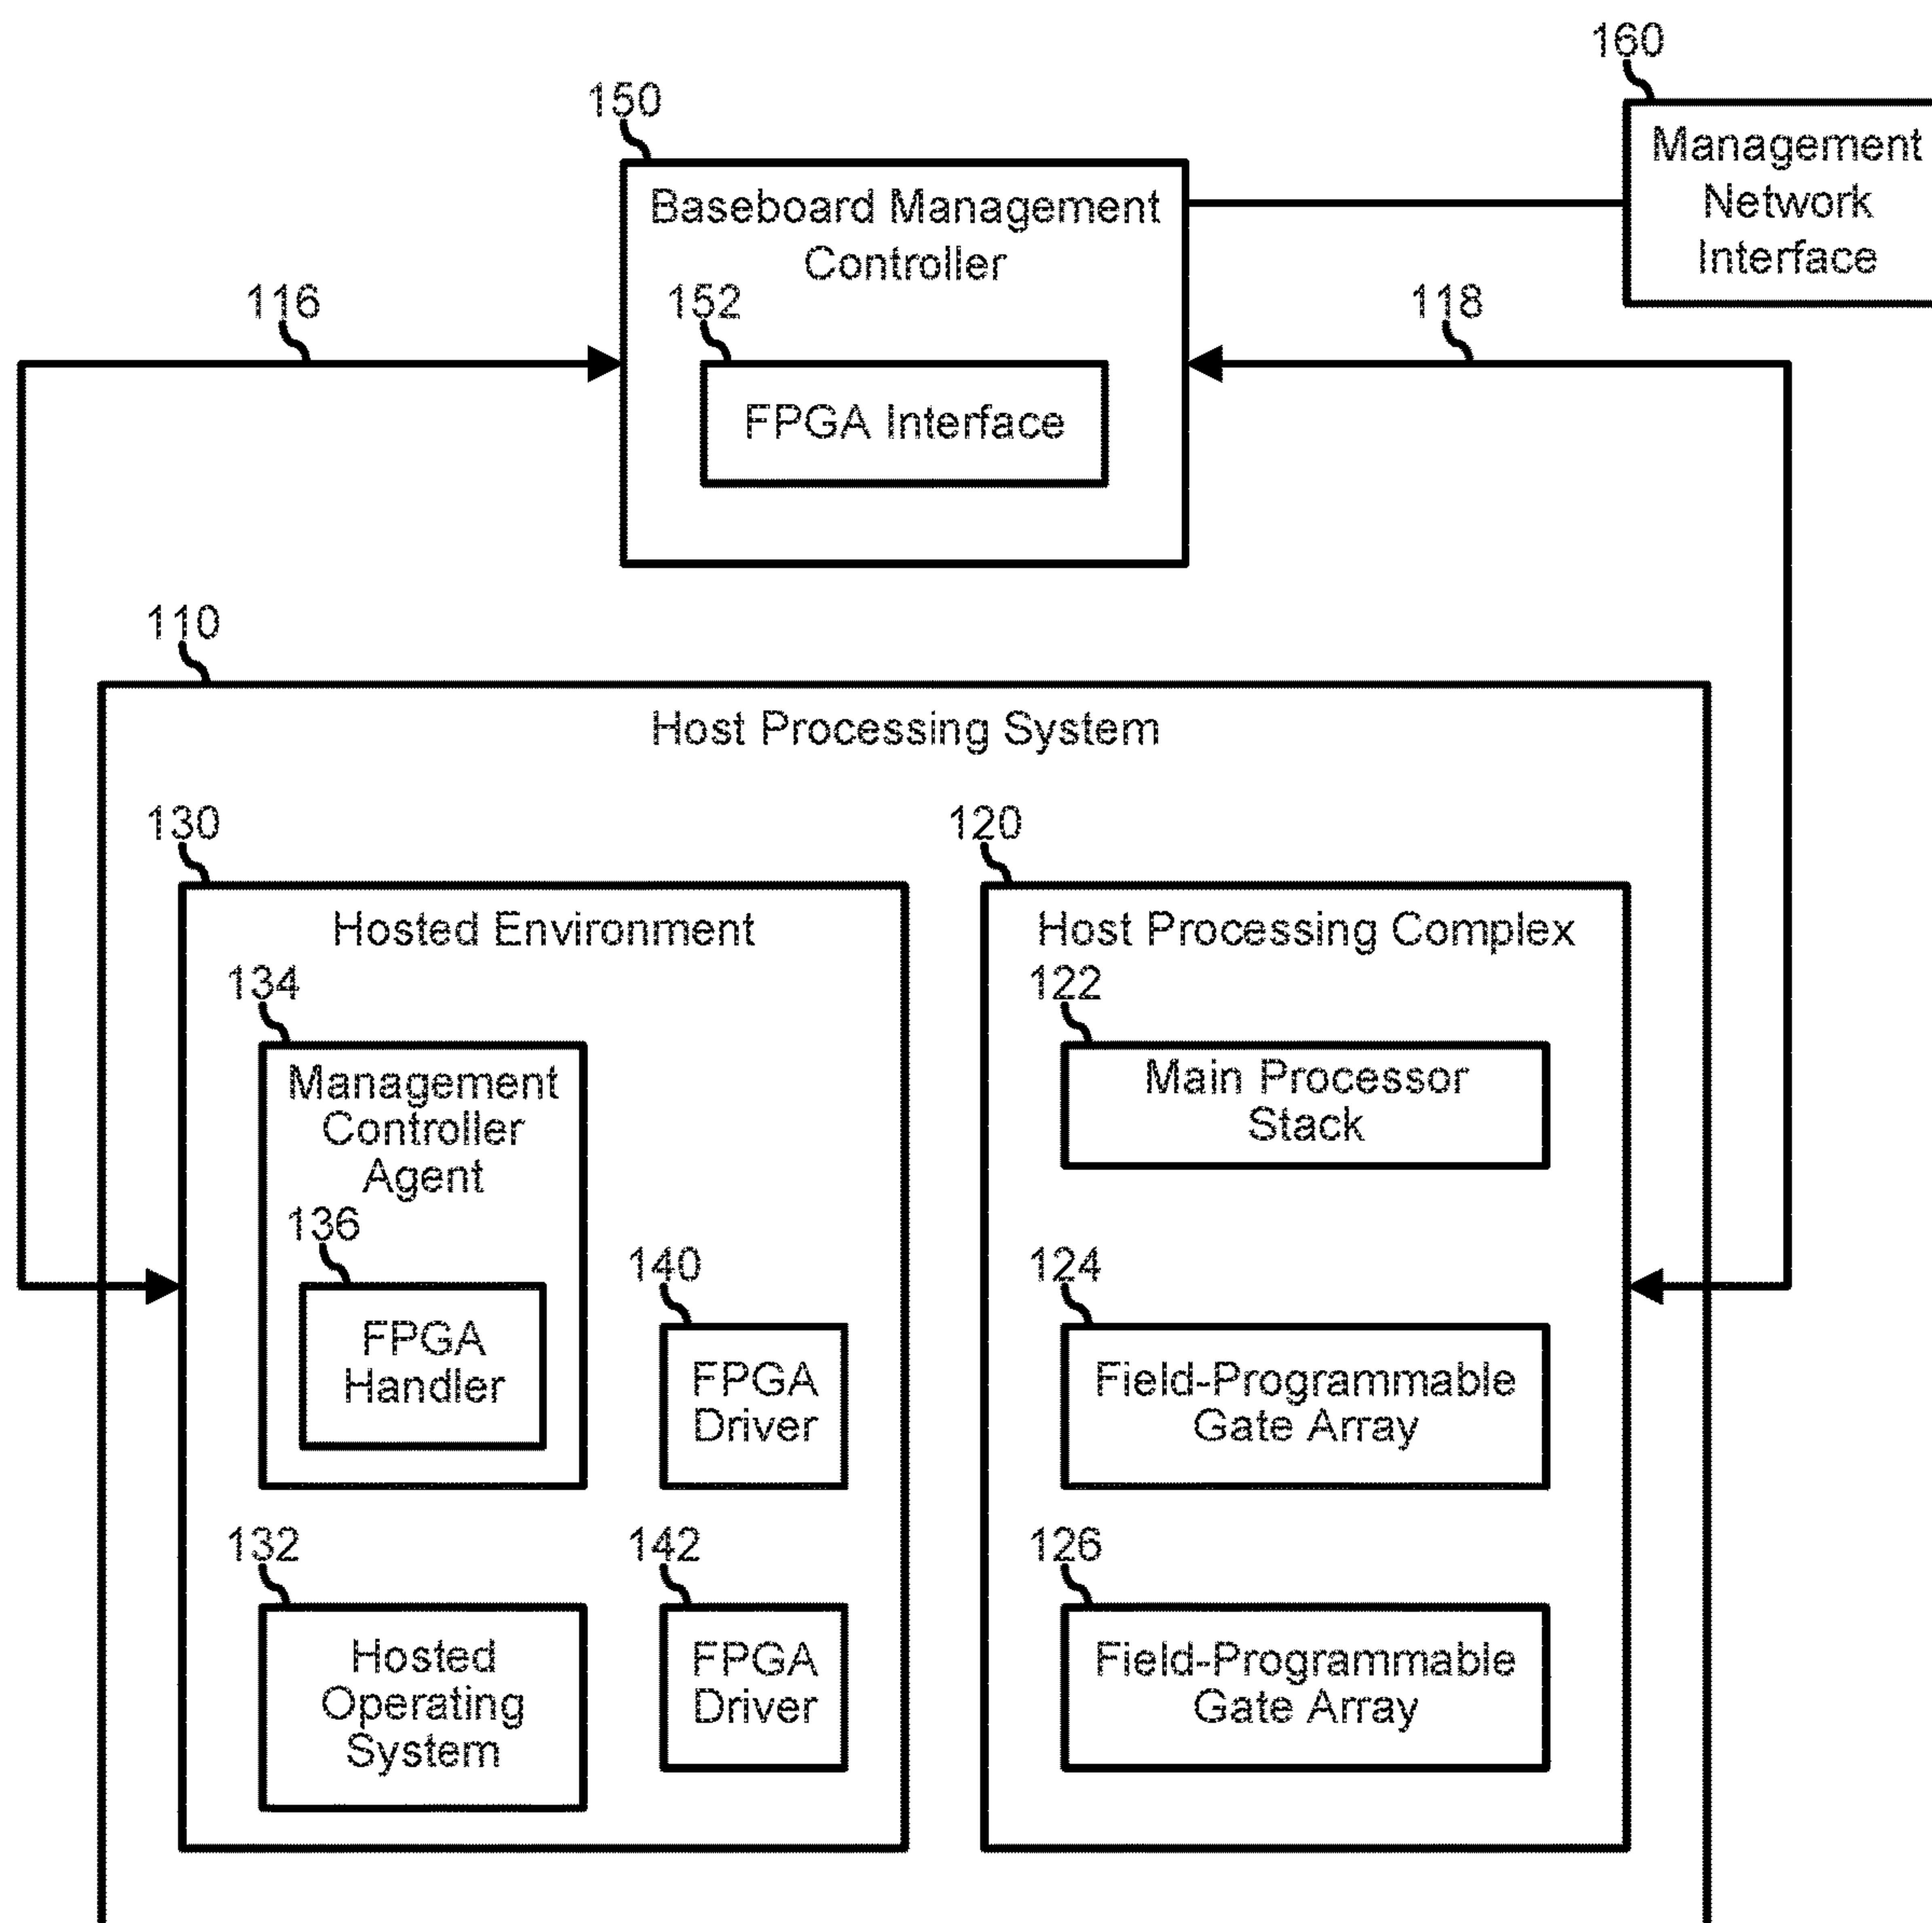 160
Management
Network
Interface
150
Baseboard Management
Controller
152
FPGA Interface
116
118
110
Host Processing System
130
Hosted Environment
134
Management
Controller
Agent
136
FPGA
Handler
140
FPGA
Driver
132
Hosted
Operating
System
142
FPGA
Driver
120
Host Processing Complex
122
Main Processor
Stack
124
Field-Programmable
Gate Array
126
Field-Programmable
Gate Array